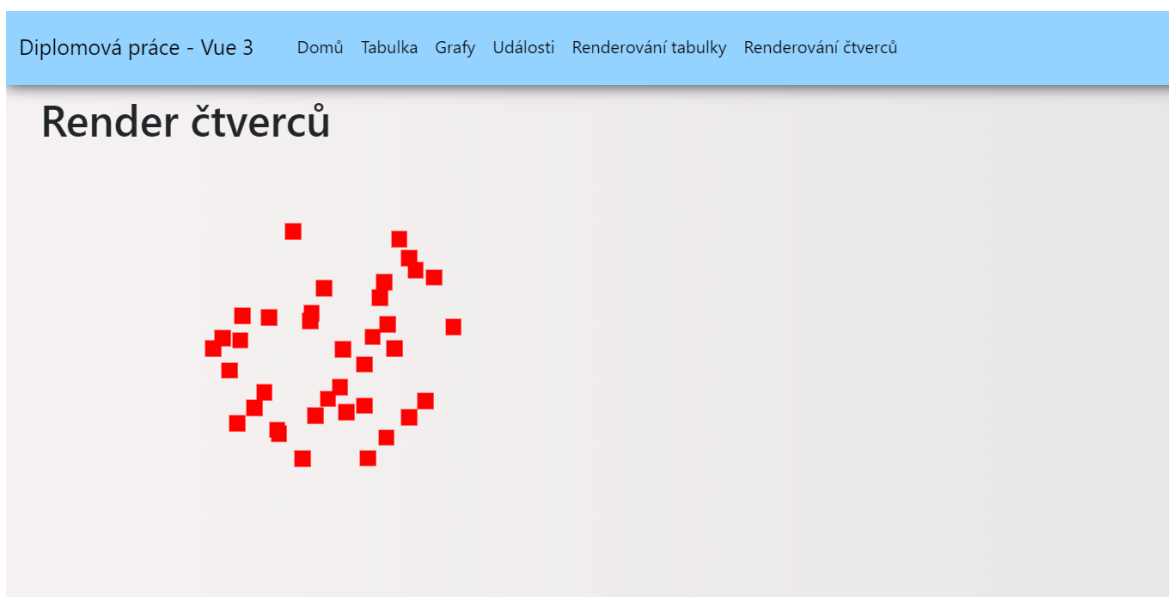 Diplomová práce - Vue 3 Domů Tabulka Grafy Události Renderování tabulky Renderování čtverců
Render čtverců